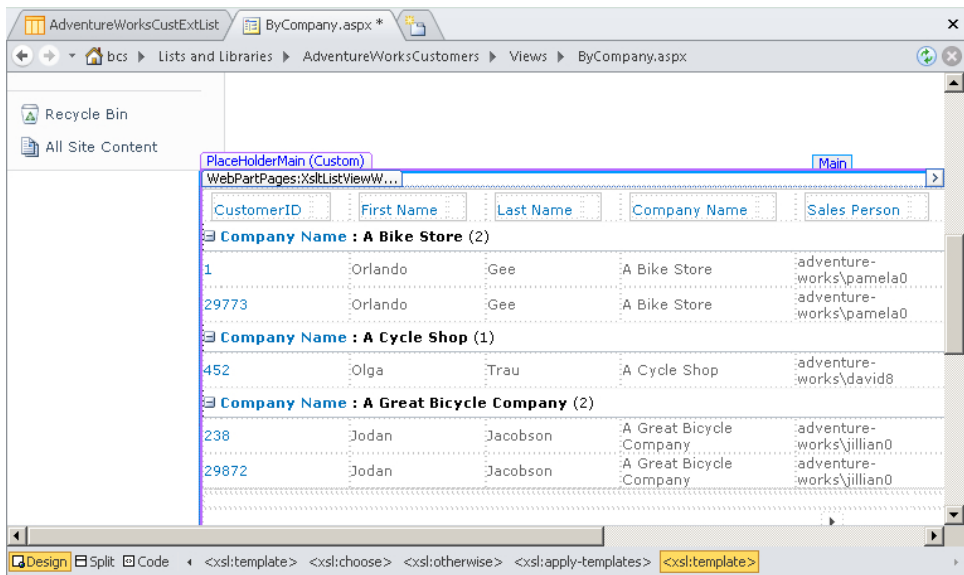 AdventureWorksCustExtList ByCompany.aspx *
bcs Lists and Libraries AdventureWorksCustomers Views ByCompany.aspx
Recycle Bin
All Site Content
PlaceHolderMain (Custom) Main
WebPartPages:XsltListViewW...
CustomerID First Name Last Name Company Name Sales Person
Company Name : A Bike Store (2)
1 Orlando Gee A Bike Store adventure-works\pamela0
29773 Orlando Gee A Bike Store adventure-works\pamela0
Company Name : A Cycle Shop (1)
452 Olga Trau A Cycle Shop adventure-works\david8
Company Name : A Great Bicycle Company (2)
238 Jodan Jacobson A Great Bicycle Company adventure-works\jillian0
29872 Jodan Jacobson A Great Bicycle Company adventure-works\jillian0
Design Split Code <xsl:template> <xsl:choose> <xsl:otherwise> <xsl:apply-templates> <xsl:template>